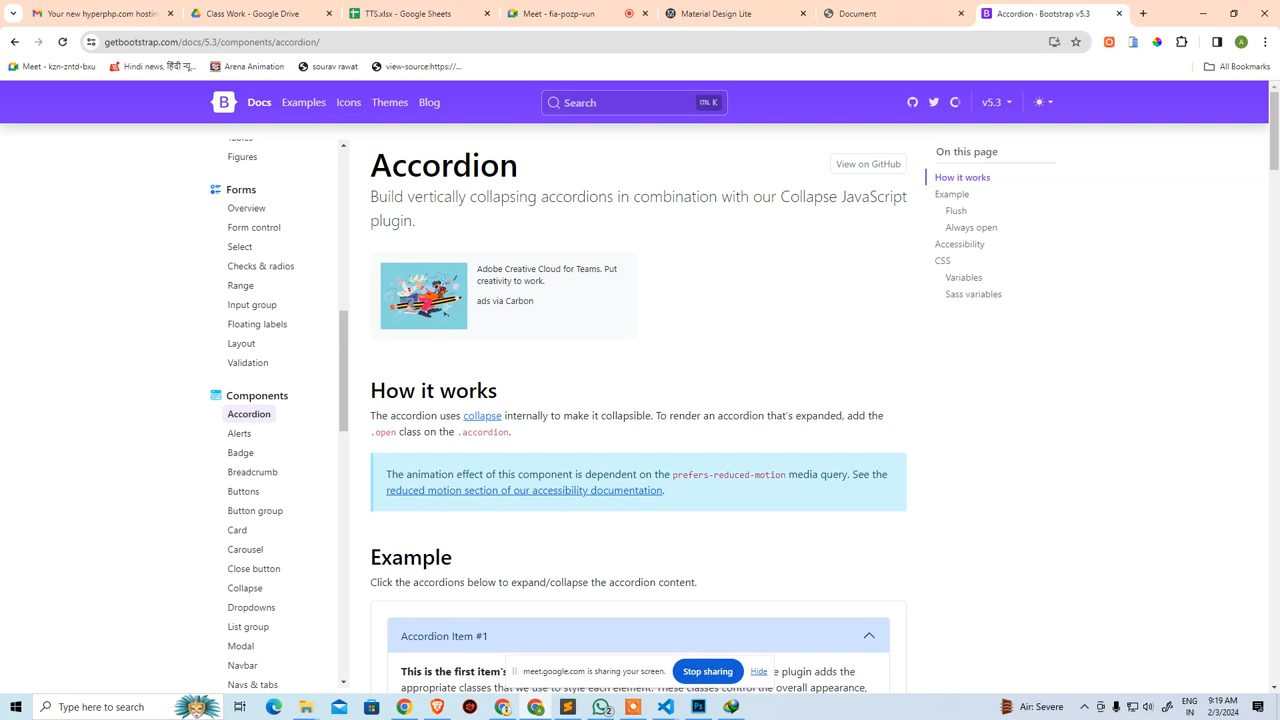 Your new hyperphp.com hosting
Class Work - Google Drive
TTS.xlsx - Google Sheets
Meet - fia-pozp-vun
Material Design Lite
Document
Accordion · Bootstrap v5.3
getbootstrap.com/docs/5.3/components/accordion/
A
Meet - kzn-zntd-bxu
Hindi news, हिंदी न्यू...
Arena Animation
sourav rawat
view-source:https://...
All Bookmarks
B
Docs
Examples
Icons
Themes
Blog
Search
CTRL K
v5.3
Figures
Forms
Overview
Form control
Select
Checks & radios
Range
Input group
Floating labels
Layout
Validation
Components
Accordion
Alerts
Badge
Breadcrumb
Buttons
Button group
Card
Carousel
Close button
Collapse
Dropdowns
List group
Modal
Navbar
Navs & tabs
Accordion
View on GitHub
Build vertically collapsing accordions in combination with our Collapse JavaScript
plugin.
Adobe Creative Cloud for Teams. Put
creativity to work.
ads via Carbon
How it works
The accordion uses collapse internally to make it collapsible. To render an accordion that's expanded, add the
.open class on the .accordion.
The animation effect of this component is dependent on the prefers-reduced-motion media query. See the
reduced motion section of our accessibility documentation.
Example
Click the accordions below to expand/collapse the accordion content.
Accordion Item #1
This is the first item's
e plugin adds the
appropriate classes that we use to style each element. These classes control the overall appearance,
meet.google.com is sharing your screen.
Stop sharing
Hide
On this page
How it works
Example
Flush
Always open
Accessibility
CSS
Variables
Sass variables
Type here to search
2
Air: Severe
ENG
IN
9:19 AM
2/3/2024